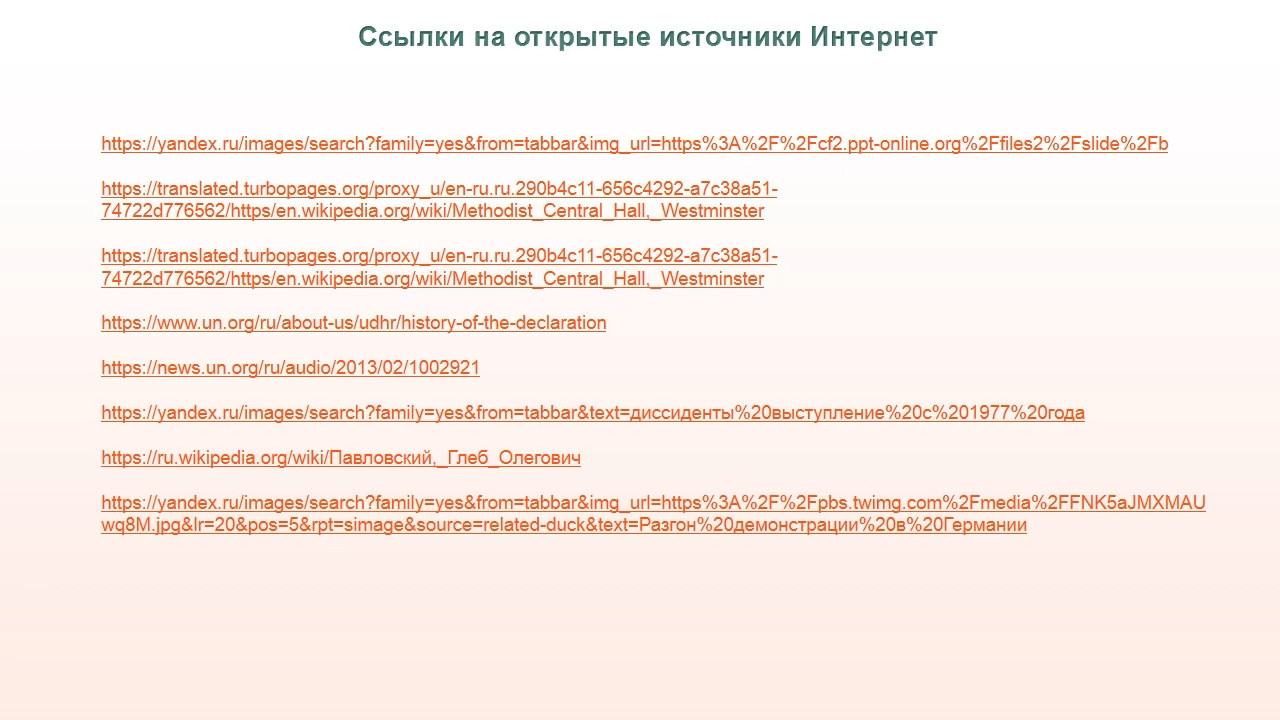 Ссылки на открытые источники Интернет
https://yandex.ru/images/search?family=yes&from=tabbar&img_url=https%3A%2F%2Fcf2.ppt-online.org%2Ffiles2%2Fslide%2Fb
https://translated.turbopages.org/proxy_u/en-ru.ru.290b4c11-656c4292-a7c38a51-
74722d776562/https/en.wikipedia.org/wiki/Methodist_Central_Hall,_Westminster
https://translated.turbopages.org/proxy_u/en-ru.ru.290b4c11-656c4292-a7c38a51-
74722d776562/https/en.wikipedia.org/wiki/Methodist_Central_Hall,_Westminster
https://www.un.org/ru/about-us/udhr/history-of-the-declaration
https://news.un.org/ru/audio/2013/02/1002921
https://yandex.ru/images/search?family=yes&from=tabbar&text=диссиденты%20выступление%20с%201977%20года
https://ru.wikipedia.org/wiki/Павловский,_Глеб_Олегович
https://yandex.ru/images/search?family=yes&from=tabbar&img_url=https%3A%2F%2Fpbs.twimg.com%2Fmedia%2FFNK5aJMXMAU
wq8M.jpg&lr=20&pos=5&rpt=simage&source=related-duck&text=Разгон%20демонстрации%20в%20Германии